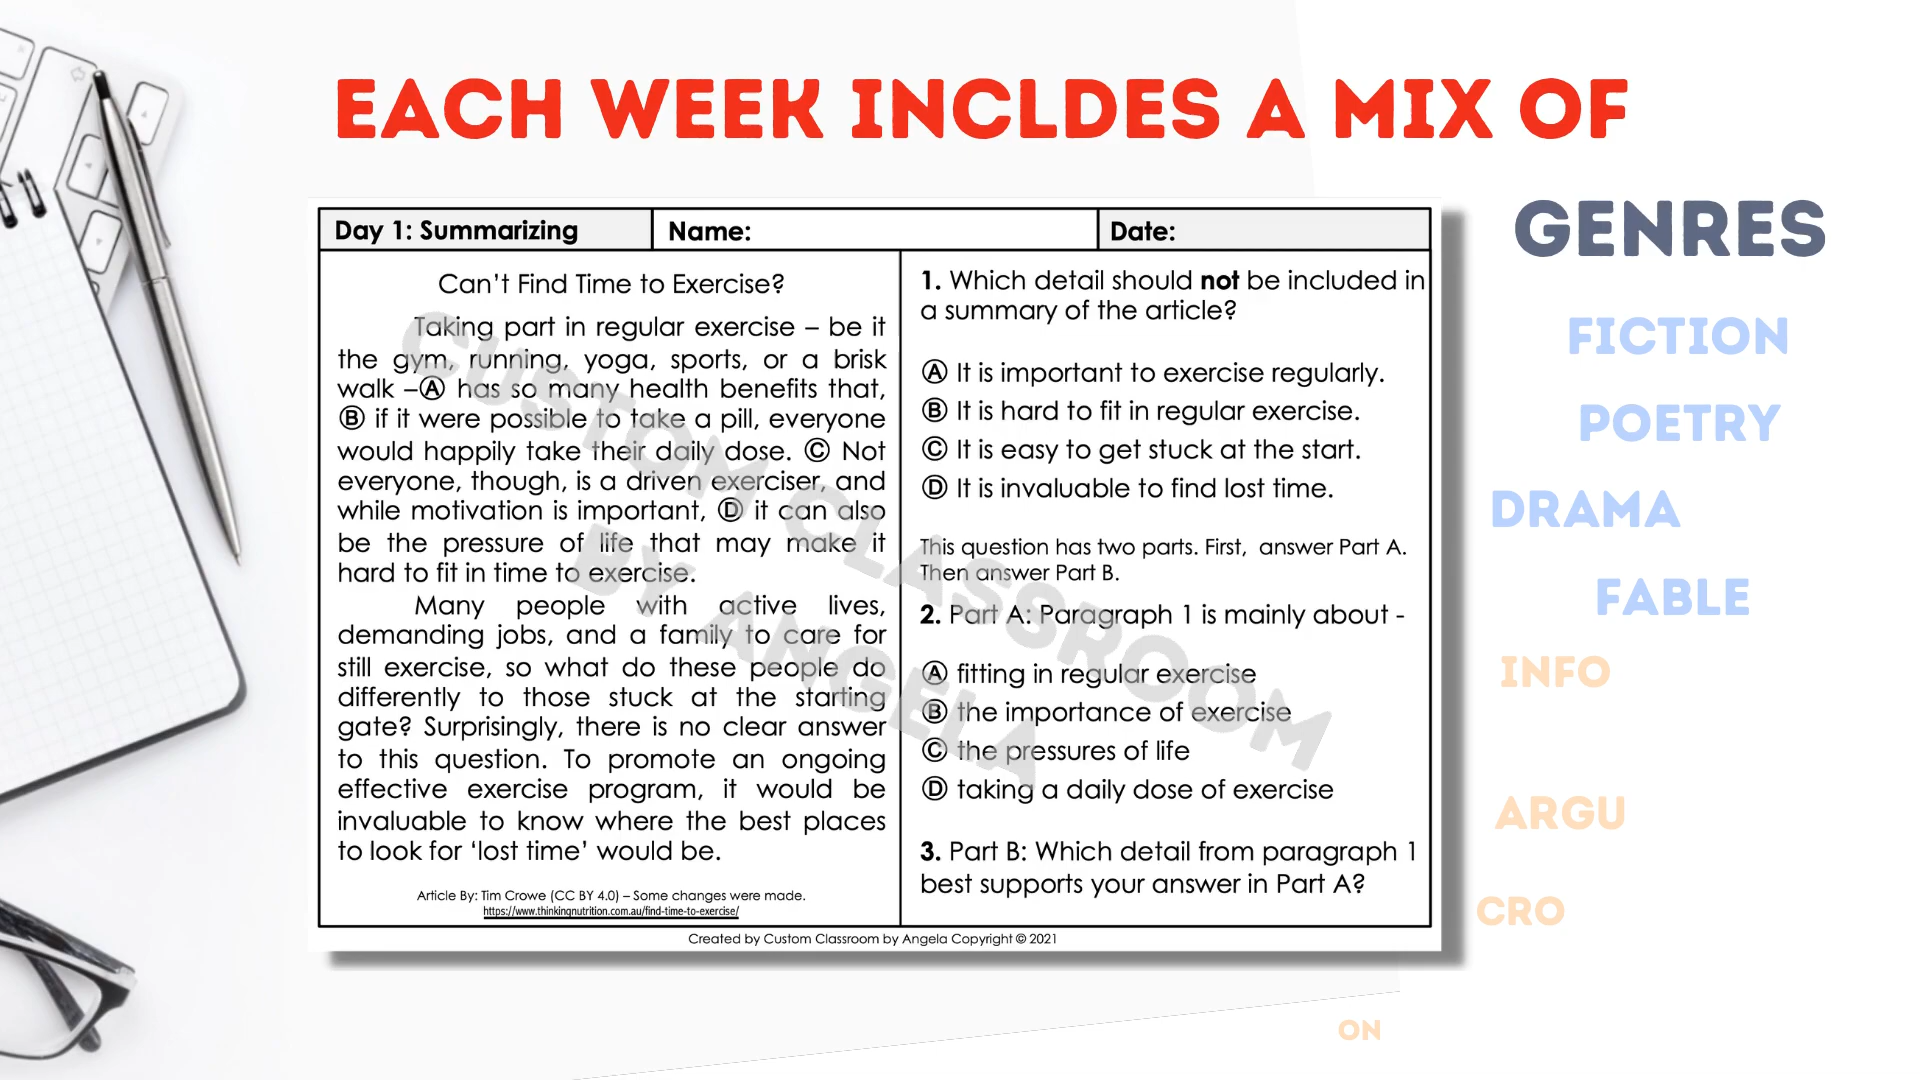 EACH WEEK INCLDES A MIX OF
GENRES
FICTION
POETRY
DRAMA
FABLE
INFO
ARGU
CRO
ON
Day 1: Summarizing
Name:
Date:
Can’t Find Time to Exercise?
Taking part in regular exercise – be it
the gym, running, yoga, sports, or a brisk
walk –Ⓐ has so many health benefits that,
Ⓑ if it were possible to take a pill, everyone
would happily take their daily dose. Ⓒ Not
everyone, though, is a driven exerciser, and
while motivation is important, Ⓓ it can also
be the pressure of life that may make it
hard to fit in time to exercise.
Many people with active lives,
demanding jobs, and a family to care for
still exercise, so what do these people do
differently to those stuck at the starting
gate? Surprisingly, there is no clear answer
to this question. To promote an ongoing
effective exercise program, it would be
invaluable to know where the best places
to look for ‘lost time’ would be.
Article By: Tim Crowe (CC BY 4.0) – Some changes were made.
https://www.thinkingnutrition.com.au/find-time-to-exercise/
1. Which detail should not be included in
a summary of the article?
Ⓐ It is important to exercise regularly.
Ⓑ It is hard to fit in regular exercise.
Ⓒ It is easy to get stuck at the start.
Ⓓ It is invaluable to find lost time.
This question has two parts. First, answer Part A.
Then answer Part B.
2. Part A: Paragraph 1 is mainly about -
Ⓐ fitting in regular exercise
Ⓑ the importance of exercise
Ⓒ the pressures of life
Ⓓ taking a daily dose of exercise
3. Part B: Which detail from paragraph 1
best supports your answer in Part A?
Created by Custom Classroom by Angela Copyright © 2021
CUSTOM CLASSROOM
BY ANGELA